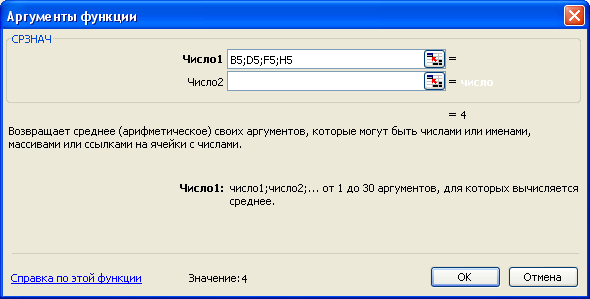 Аргументы функции
СРЗНАЧ
Число1 B5;D5;F5;H5 =
Число2 = число
= 4
Возвращает среднее (арифметическое) своих аргументов, которые могут быть числами или именами,
массивами или ссылками на ячейки с числами.
Число1: число1;число2;... от 1 до 30 аргументов, для которых вычисляется
среднее.
Справка по этой функции Значение:4 ОК Отмена